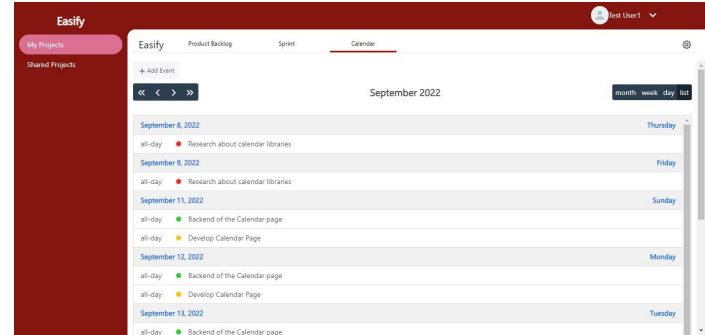 Easify
Test User1
My Projects
Shared Projects
Easify Product Backlog Sprint Calendar
+ Add Event
September 2022
month week day list
September 8, 2022 Thursday
all-day Research about calendar libraries
September 9, 2022 Friday
all-day Research about calendar libraries
September 11, 2022 Sunday
all-day Backend of the Calendar page
all-day Develop Calendar Page
September 12, 2022 Monday
all-day Backend of the Calendar page
all-day Develop Calendar Page
September 13, 2022 Tuesday
all-day Backend of the Calendar page